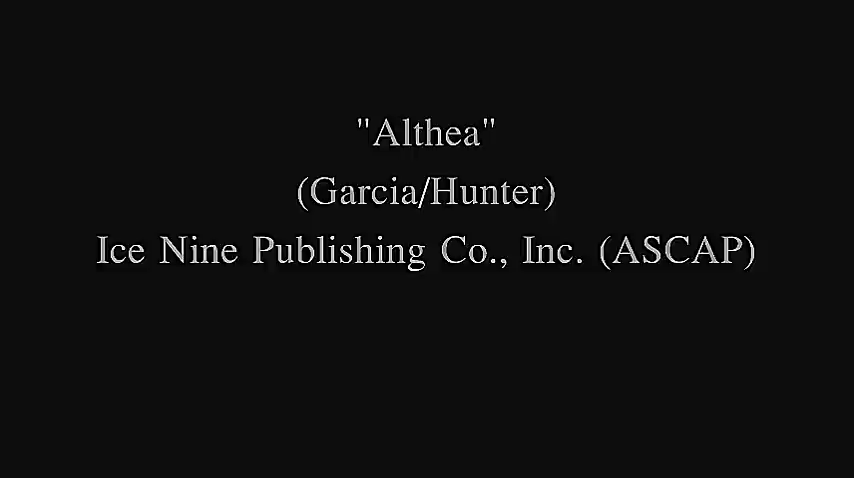 "Althea"
(Garcia/Hunter)
Ice Nine Publishing Co., Inc. (ASCAP)